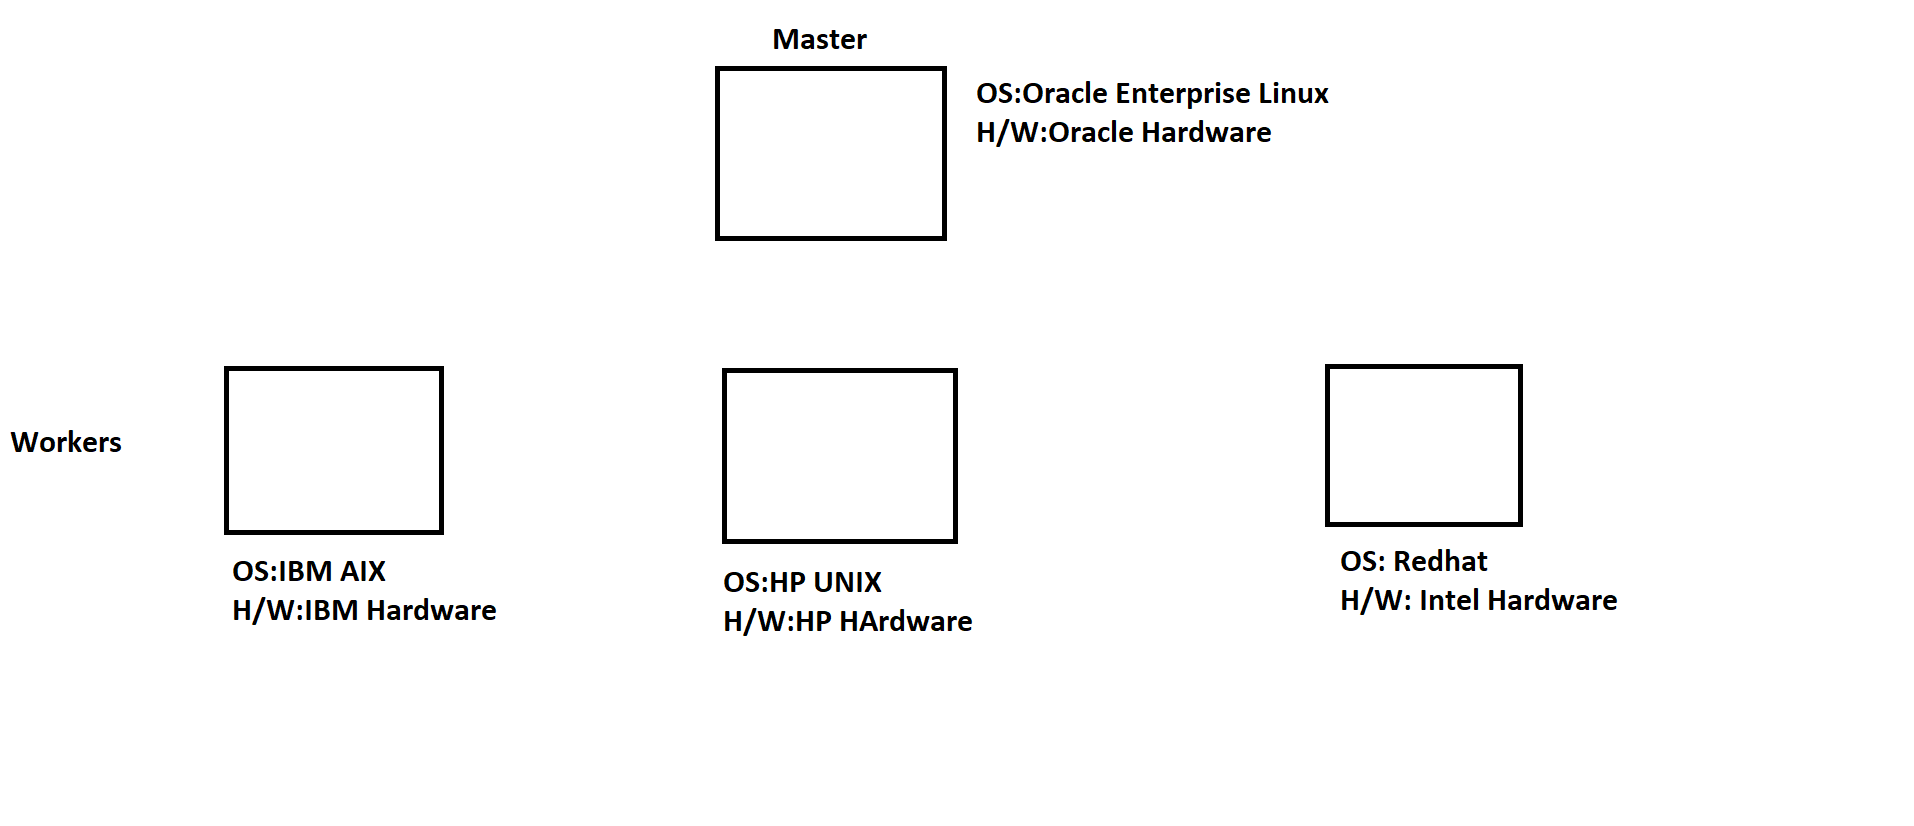 Master
OS:Oracle Enterprise Linux
H/W:Oracle Hardware
Workers
OS:IBM AIX
H/W:IBM Hardware
OS:HP UNIX
H/W:HP HArdware
OS: Redhat
H/W: Intel Hardware